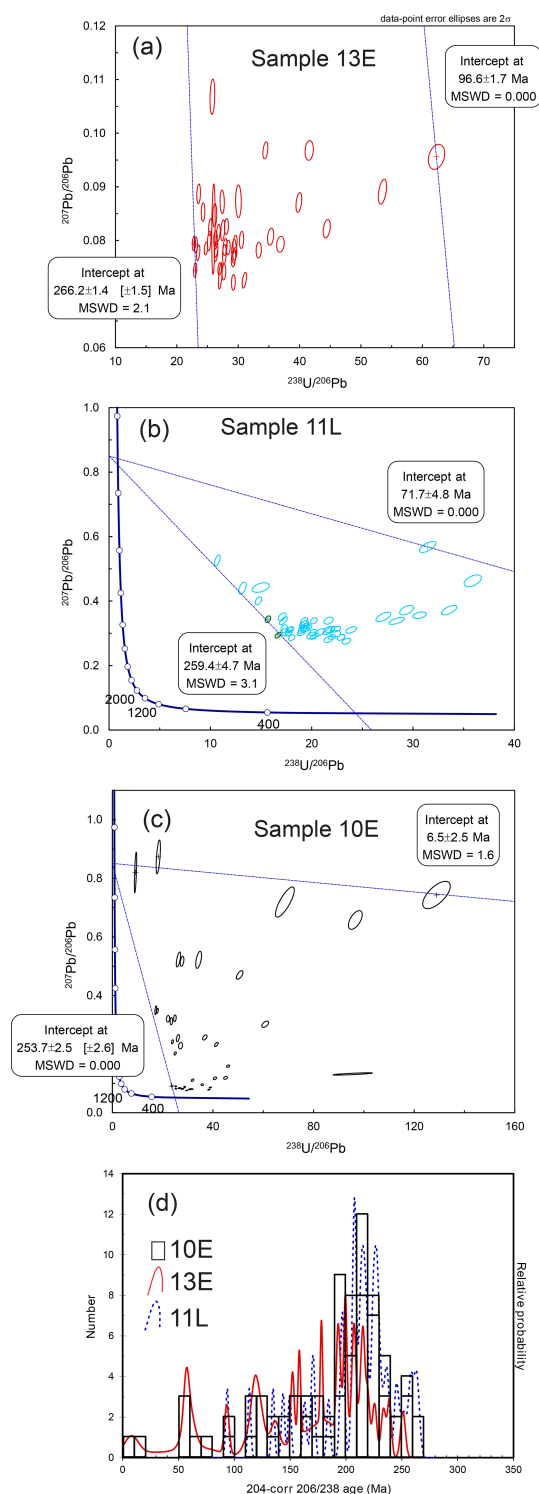 data-point error ellipses are 2σ
(a)
Sample 13E
Intercept at
96.6±1.7 Ma
MSWD = 0.000
Intercept at
266.2±1.4 [±1.5] Ma
MSWD = 2.1
0.12
0.11
0.10
0.09
0.08
0.07
0.06
²⁰⁷Pb/²⁰⁶Pb
10 20 30 40 50 60 70
²³⁸U/²⁰⁶Pb
(b)
Sample 11L
Intercept at
71.7±4.8 Ma
MSWD = 0.000
Intercept at
259.4±4.7 Ma
MSWD = 3.1
2000
1200
400
1.0
0.8
0.6
0.4
0.2
0.0
²⁰⁷Pb/²⁰⁶Pb
0 10 20 30 40
²³⁸U/²⁰⁶Pb
(c)
Sample 10E
Intercept at
6.5±2.5 Ma
MSWD = 1.6
Intercept at
253.7±2.5 [±2.6] Ma
MSWD = 0.000
1200
400
1.0
0.8
0.6
0.4
0.2
0.0
²⁰⁷Pb/²⁰⁶Pb
0 40 80 120 160
²³⁸U/²⁰⁶Pb
(d)
10E
13E
11L
14
12
10
8
6
4
2
0
Number
Relative probability
0 50 100 150 200 250 300 350
204-corr 206/238 age (Ma)